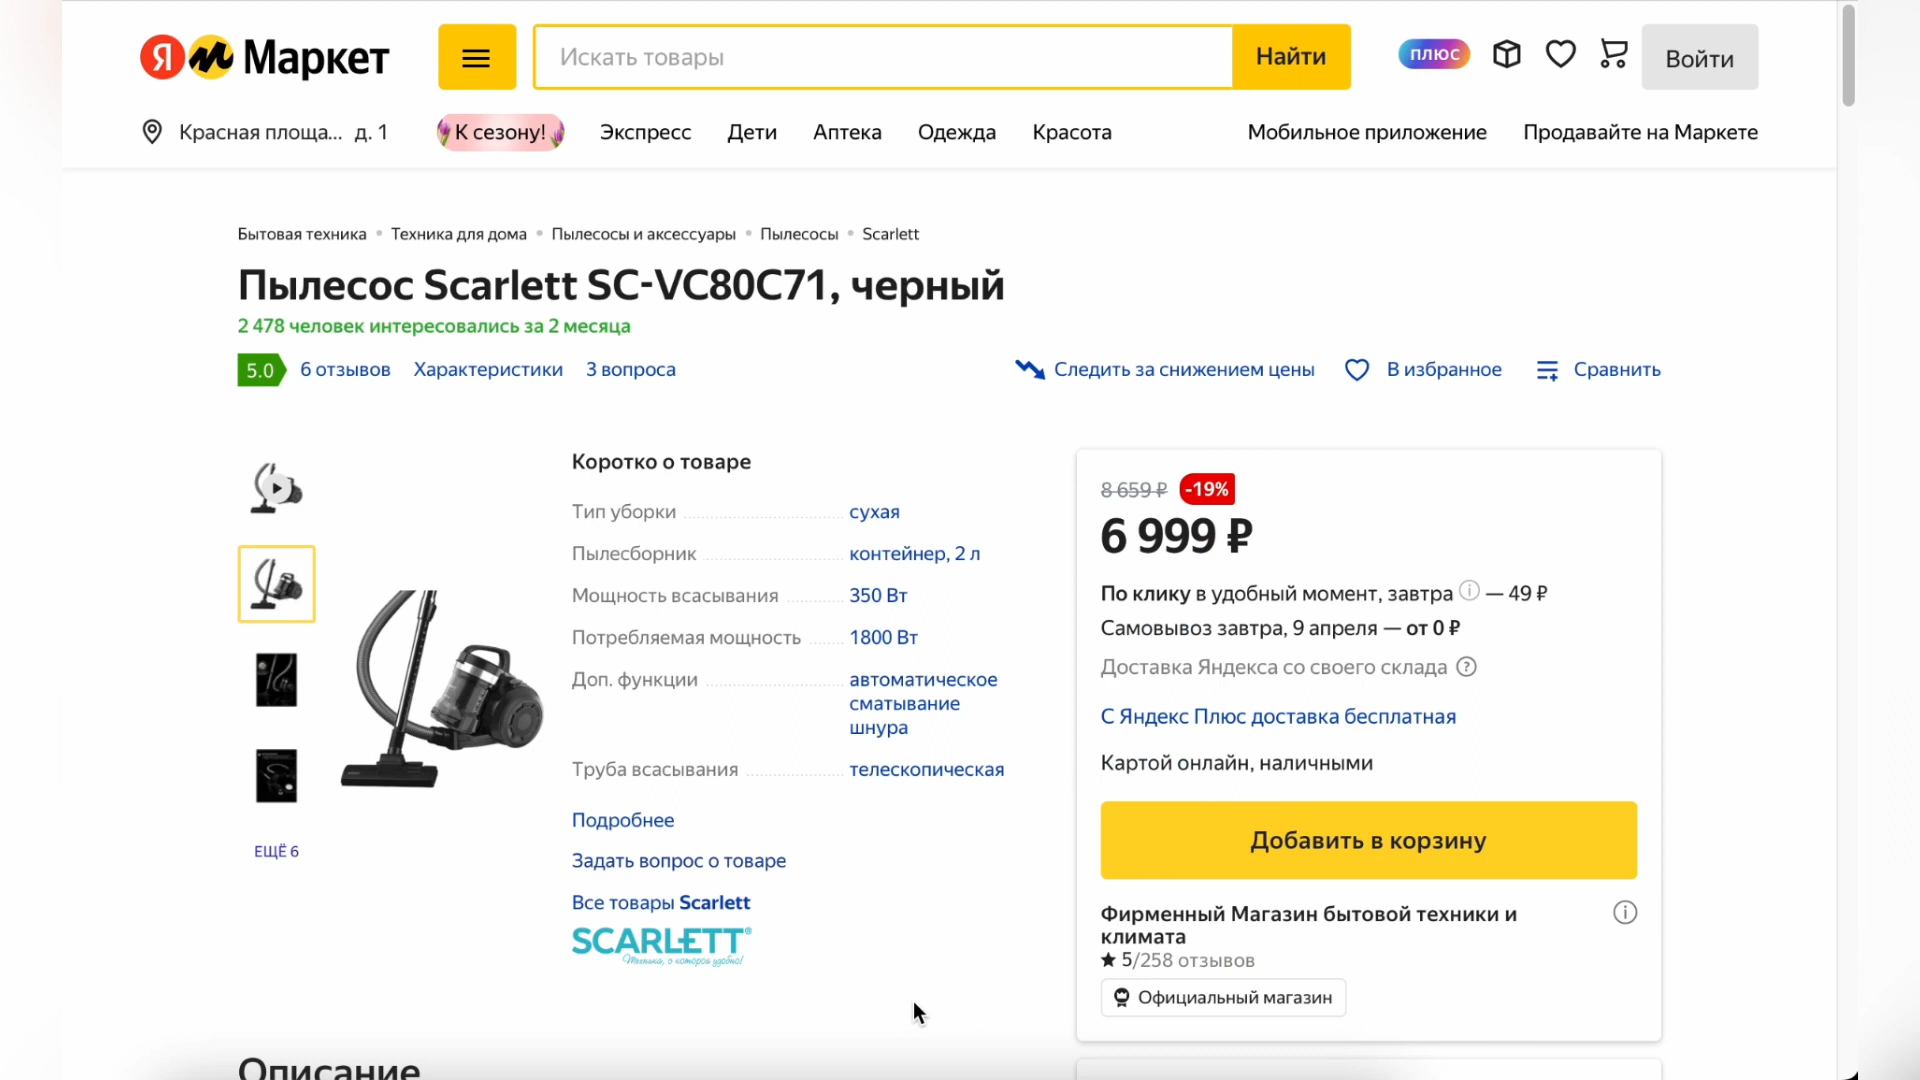 Я Маркет
Искать товары
Найти
плюс
Войти
Красная площа... д. 1
К сезону!
Экспресс
Дети
Аптека
Одежда
Красота
Мобильное приложение
Продавайте на Маркете
Бытовая техника • Техника для дома • Пылесосы и аксессуары • Пылесосы • Scarlett
Пылесос Scarlett SC-VC80C71, черный
2 478 человек интересовались за 2 месяца
5.0
6 отзывов
Характеристики
3 вопроса
Следить за снижением цены
В избранное
Сравнить
ЕЩЁ 6
Коротко о товаре
Тип уборки сухая
Пылесборник контейнер, 2 л
Мощность всасывания 350 Вт
Потребляемая мощность 1800 Вт
Доп. функции автоматическое
сматывание
шнура
Труба всасывания телескопическая
Подробнее
Задать вопрос о товаре
Все товары Scarlett
SCARLETT®
Техника, с которой удобно!
8 659 ₽ -19%
6 999 ₽
По клику в удобный момент, завтра — 49 ₽
Самовывоз завтра, 9 апреля — от 0 ₽
Доставка Яндекса со своего склада
С Яндекс Плюс доставка бесплатная
Картой онлайн, наличными
Добавить в корзину
Фирменный Магазин бытовой техники и
климата
★ 5/258 отзывов
Официальный магазин
Описание